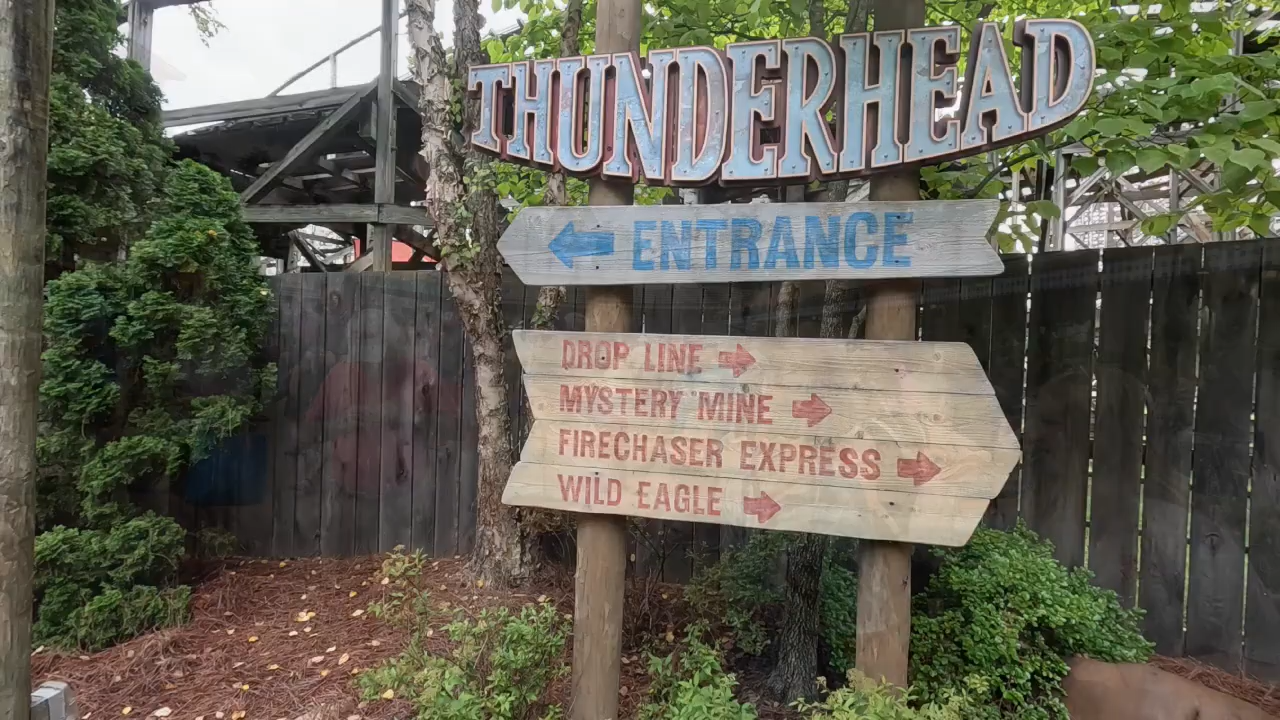 THUNDERHEAD
ENTRANCE
DROP LINE
MYSTERY MINE
FIRECHASER EXPRESS
WILD EAGLE